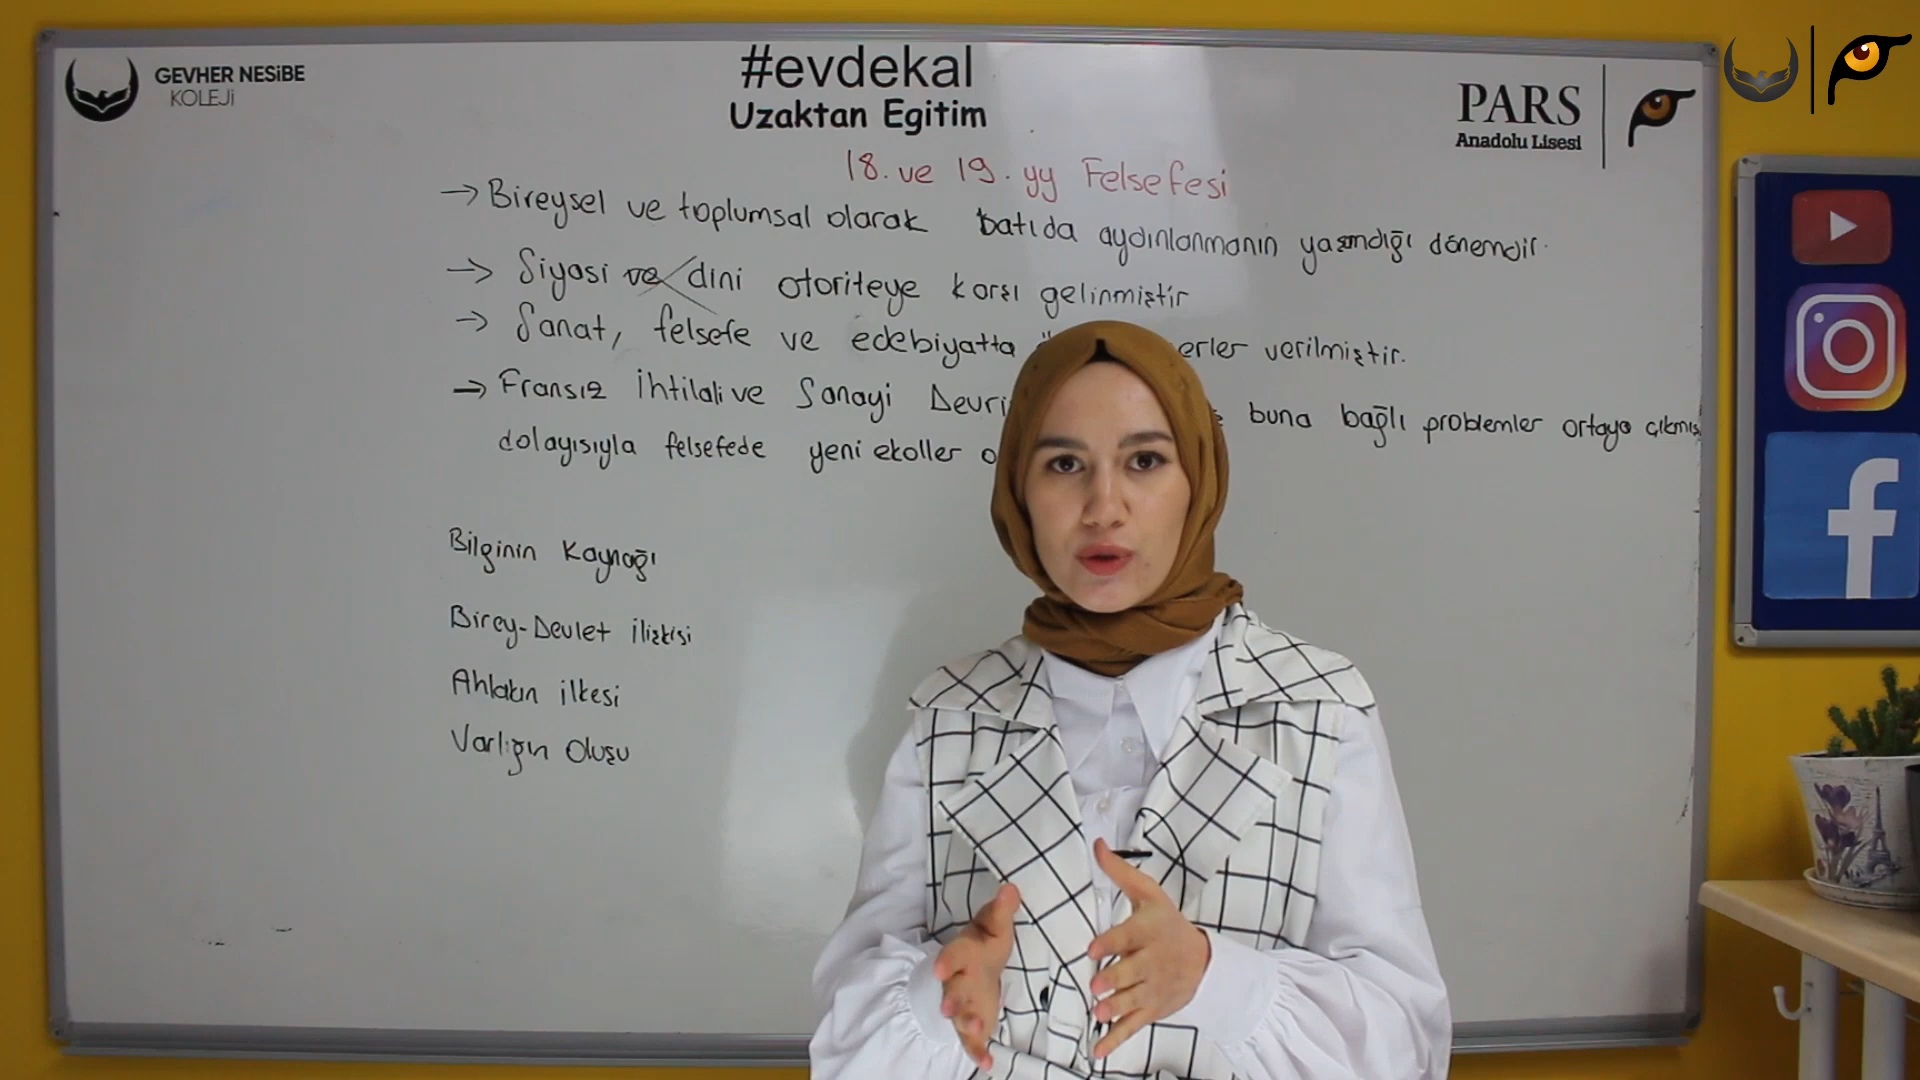 GEVHER NESiBE
KOLEJi
#evdekal
Uzaktan Egitim
PARS
Anadolu Lisesi
18. ve 19. yy Felsefesi
→ Bireysel ve toplumsal olarak batıda aydınlanmanın yaşandığı dönemdir.
→ Siyasi ve dini otoriteye karşı gelinmiştir
→ Sanat, felsefe ve edebiyatta erler verilmiştir.
→ Fransız İhtilali ve Sanayi Devri buna bağlı problemler ortaya çıkmış
dolayısıyla felsefede yeni ekoller
Bilginin Kaynağı
Birey-Devlet ilişkisi
Ahlakın ilkesi
Varlığın Oluşu